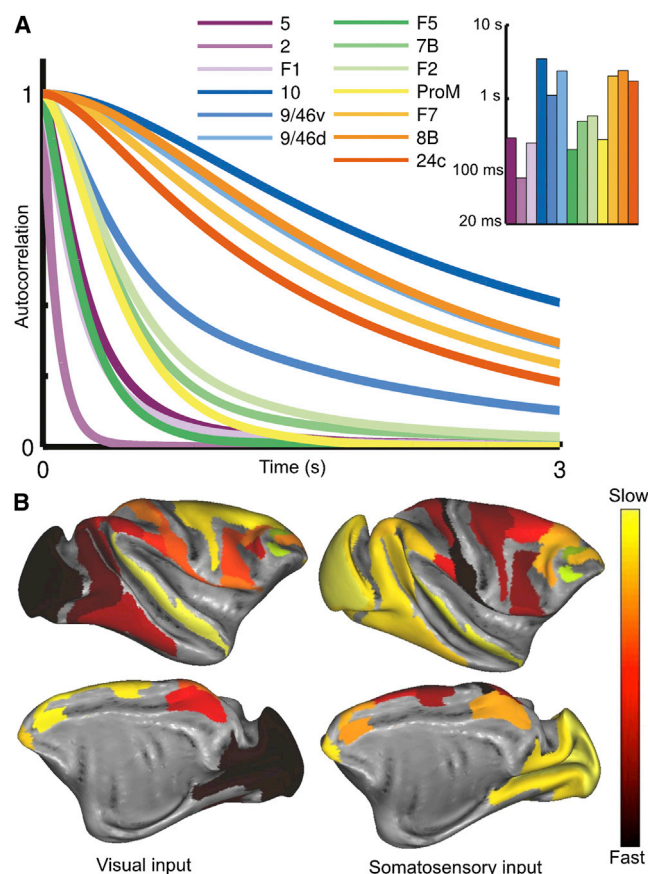 A
5
2
F1
10
9/46v
9/46d
F5
7B
F2
ProM
F7
8B
24c
10 s
1 s
100 ms
20 ms
1
Autocorrelation
0
0
Time (s)
3
B
Slow
Fast
Visual input
Somatosensory input